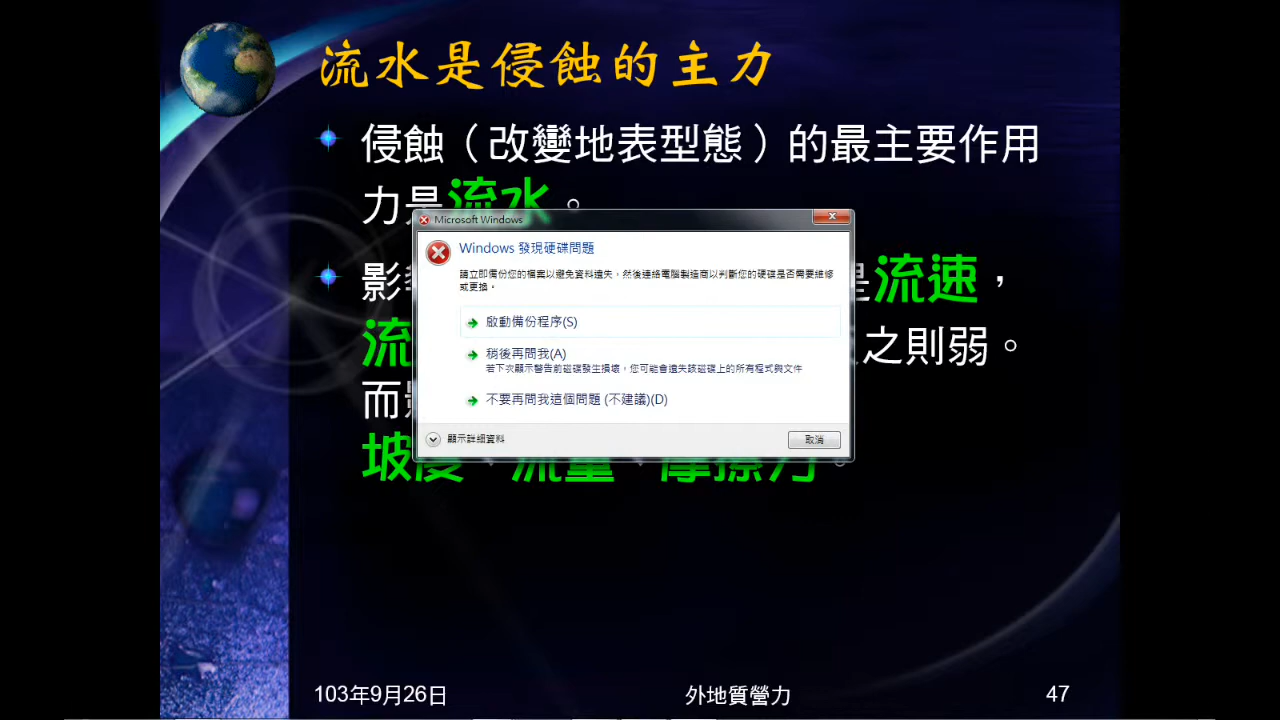 流水是侵蝕的主力
侵蝕（改變地表型態）的最主要作用
力是流水。
Microsoft Windows
Windows 發現硬碟問題
請立即備份您的檔案以避免資料遺失，然後連絡電腦製造商以判斷您的硬碟是否需要維修
或更換。
啟動備份程序(S)
稍後再問我(A)
若下次顯示警告前磁碟發生損壞，您可能會遺失該磁碟上的所有程式與文件
不要再問我這個問題 (不建議)(D)
顯示詳細資料
取消
影
是流速，
流
之則弱。
而
坡度、流量、摩擦力。
103年9月26日
外地質營力
47